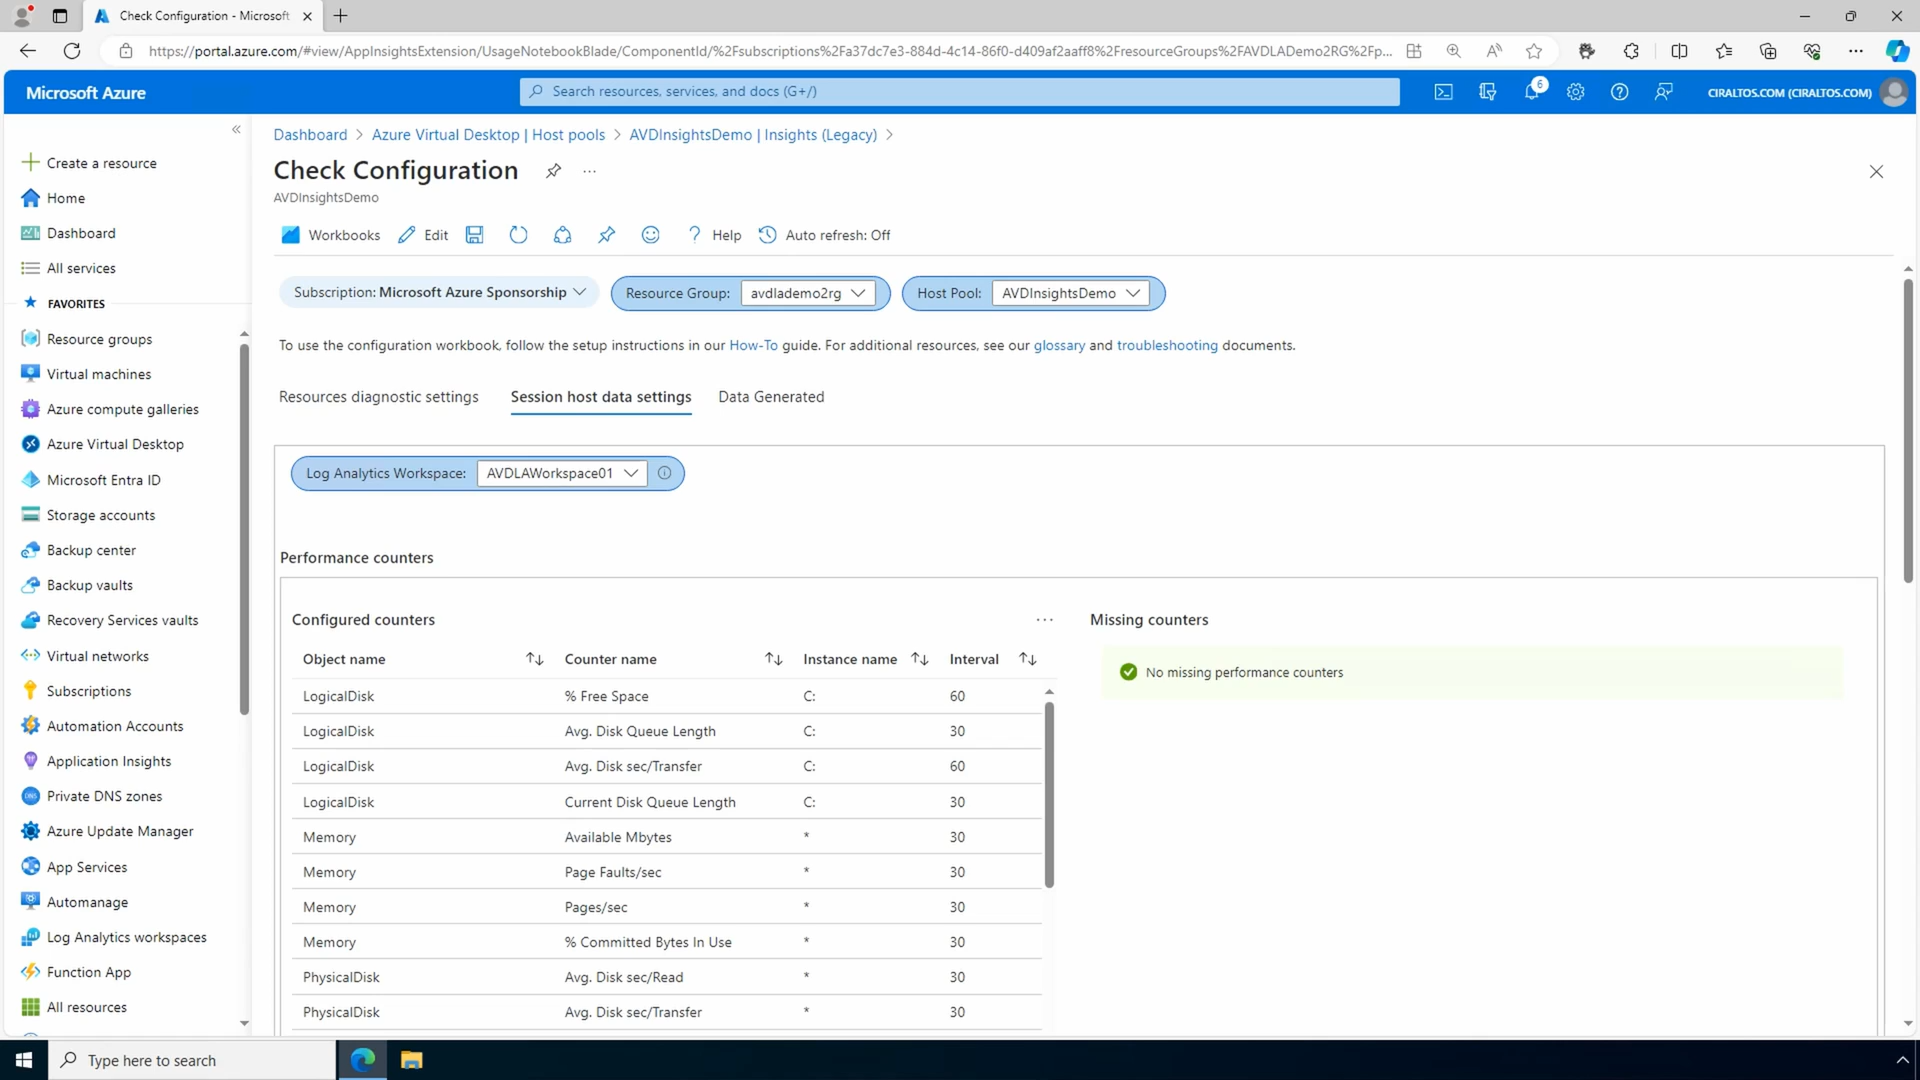 Check Configuration - Microsoft
https://portal.azure.com/#view/AppInsightsExtension/UsageNotebookBlade/ComponentId/%2Fsubscriptions%2Fa37dc7e3-884d-4c14-86f0-d409af2aaff8%2FresourceGroups%2FAVDLADemo2RG%2Fp...
Microsoft Azure
Search resources, services, and docs (G+/)
6
CIRALTOS.COM (CIRALTOS.COM)
Create a resource
Home
Dashboard
All services
FAVORITES
Resource groups
Virtual machines
Azure compute galleries
Azure Virtual Desktop
Microsoft Entra ID
Storage accounts
Backup center
Backup vaults
Recovery Services vaults
Virtual networks
Subscriptions
Automation Accounts
Application Insights
Private DNS zones
Azure Update Manager
App Services
Automanage
Log Analytics workspaces
Function App
All resources
Dashboard > Azure Virtual Desktop | Host pools > AVDInsightsDemo | Insights (Legacy) >
Check Configuration
AVDInsightsDemo
Workbooks Edit Help Auto refresh: Off
Subscription: Microsoft Azure Sponsorship Resource Group: avdlademo2rg Host Pool: AVDInsightsDemo
To use the configuration workbook, follow the setup instructions in our How-To guide. For additional resources, see our glossary and troubleshooting documents.
Resources diagnostic settings Session host data settings Data Generated
Log Analytics Workspace: AVDLAWorkspace01
Performance counters
Configured counters
Object name Counter name Instance name Interval
LogicalDisk % Free Space C: 60
LogicalDisk Avg. Disk Queue Length C: 30
LogicalDisk Avg. Disk sec/Transfer C: 60
LogicalDisk Current Disk Queue Length C: 30
Memory Available Mbytes * 30
Memory Page Faults/sec * 30
Memory Pages/sec * 30
Memory % Committed Bytes In Use * 30
PhysicalDisk Avg. Disk sec/Read * 30
PhysicalDisk Avg. Disk sec/Transfer * 30
Missing counters
No missing performance counters
Type here to search